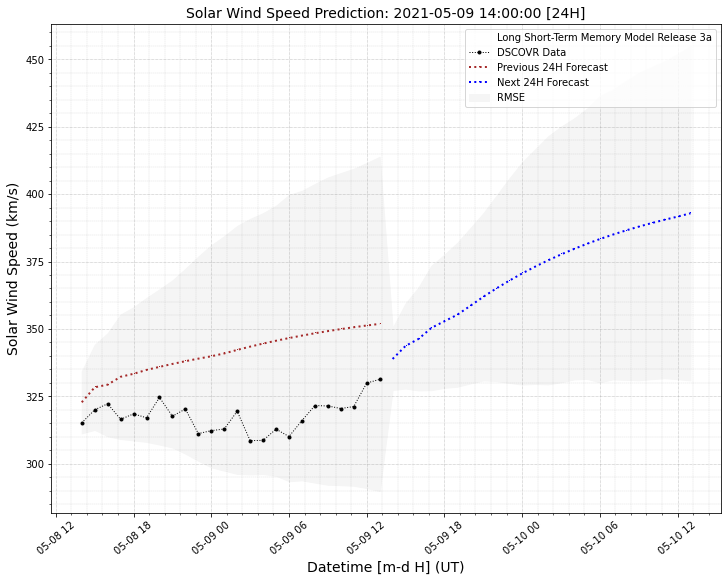 Solar Wind Speed Prediction: 2021-05-09 14:00:00 [24H]
Long Short-Term Memory Model Release 3a
DSCOVR Data
Previous 24H Forecast
Next 24H Forecast
RMSE
Solar Wind Speed (km/s)
450
425
400
375
350
325
300
05-08 12
05-08 18
05-09 00
05-09 06
05-09 12
05-09 18
05-10 00
05-10 06
05-10 12
Datetime [m-d H] (UT)